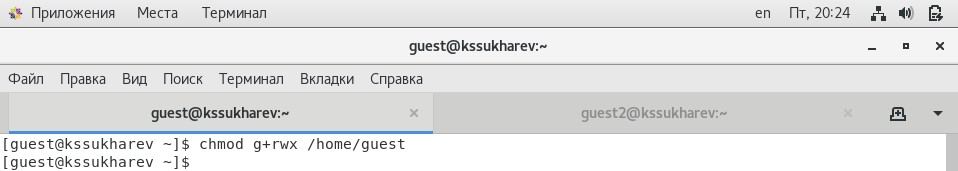 Приложения Места Терминал en Пт, 20:24
guest@kssukharev:~
Файл Правка Вид Поиск Терминал Вкладки Справка
guest@kssukharev:~ × guest2@kssukharev:~ ×
[guest@kssukharev ~]$ chmod g+rwx /home/guest
[guest@kssukharev ~]$